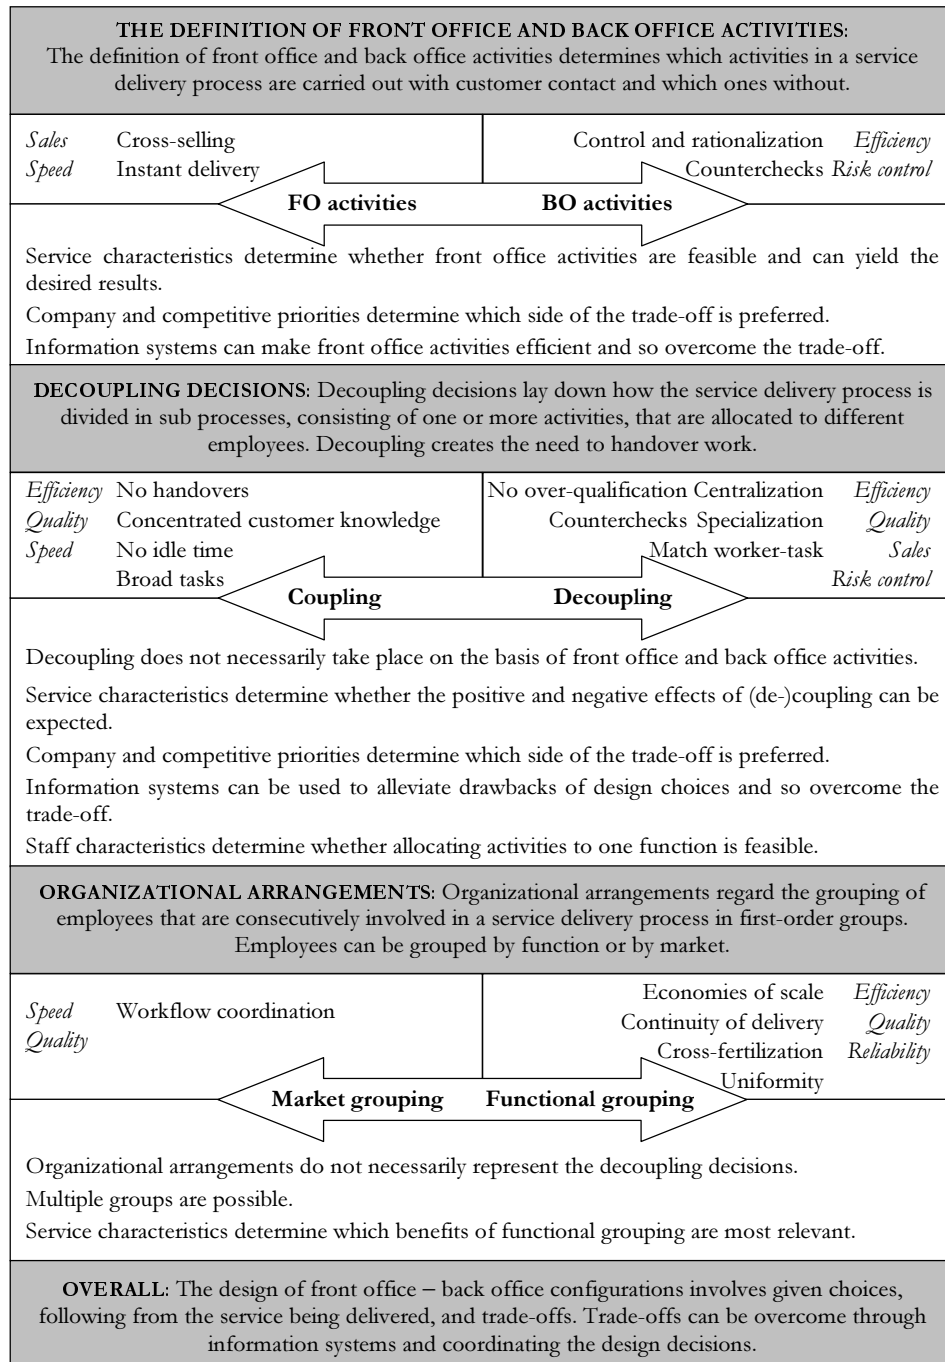 THE DEFINITION OF FRONT OFFICE AND BACK OFFICE ACTIVITIES:
The definition of front office and back office activities determines which activities in a service
delivery process are carried out with customer contact and which ones without.
Sales Cross-selling Control and rationalization Efficiency
Speed Instant delivery Counterchecks Risk control
FO activities BO activities
Service characteristics determine whether front office activities are feasible and can yield the
desired results.
Company and competitive priorities determine which side of the trade-off is preferred.
Information systems can make front office activities efficient and so overcome the trade-off.
DECOUPLING DECISIONS: Decoupling decisions lay down how the service delivery process is
divided in sub processes, consisting of one or more activities, that are allocated to different
employees. Decoupling creates the need to handover work.
Efficiency No handovers No over-qualification Centralization Efficiency
Quality Concentrated customer knowledge Counterchecks Specialization Quality
Speed No idle time Match worker-task Sales
Broad tasks Risk control
Coupling Decoupling
Decoupling does not necessarily take place on the basis of front office and back office activities.
Service characteristics determine whether the positive and negative effects of (de-)coupling can be
expected.
Company and competitive priorities determine which side of the trade-off is preferred.
Information systems can be used to alleviate drawbacks of design choices and so overcome the
trade-off.
Staff characteristics determine whether allocating activities to one function is feasible.
ORGANIZATIONAL ARRANGEMENTS: Organizational arrangements regard the grouping of
employees that are consecutively involved in a service delivery process in first-order groups.
Employees can be grouped by function or by market.
Economies of scale Efficiency
Speed Workflow coordination Continuity of delivery Quality
Quality Cross-fertilization Reliability
Uniformity
Market grouping Functional grouping
Organizational arrangements do not necessarily represent the decoupling decisions.
Multiple groups are possible.
Service characteristics determine which benefits of functional grouping are most relevant.
OVERALL: The design of front office – back office configurations involves given choices,
following from the service being delivered, and trade-offs. Trade-offs can be overcome through
information systems and coordinating the design decisions.